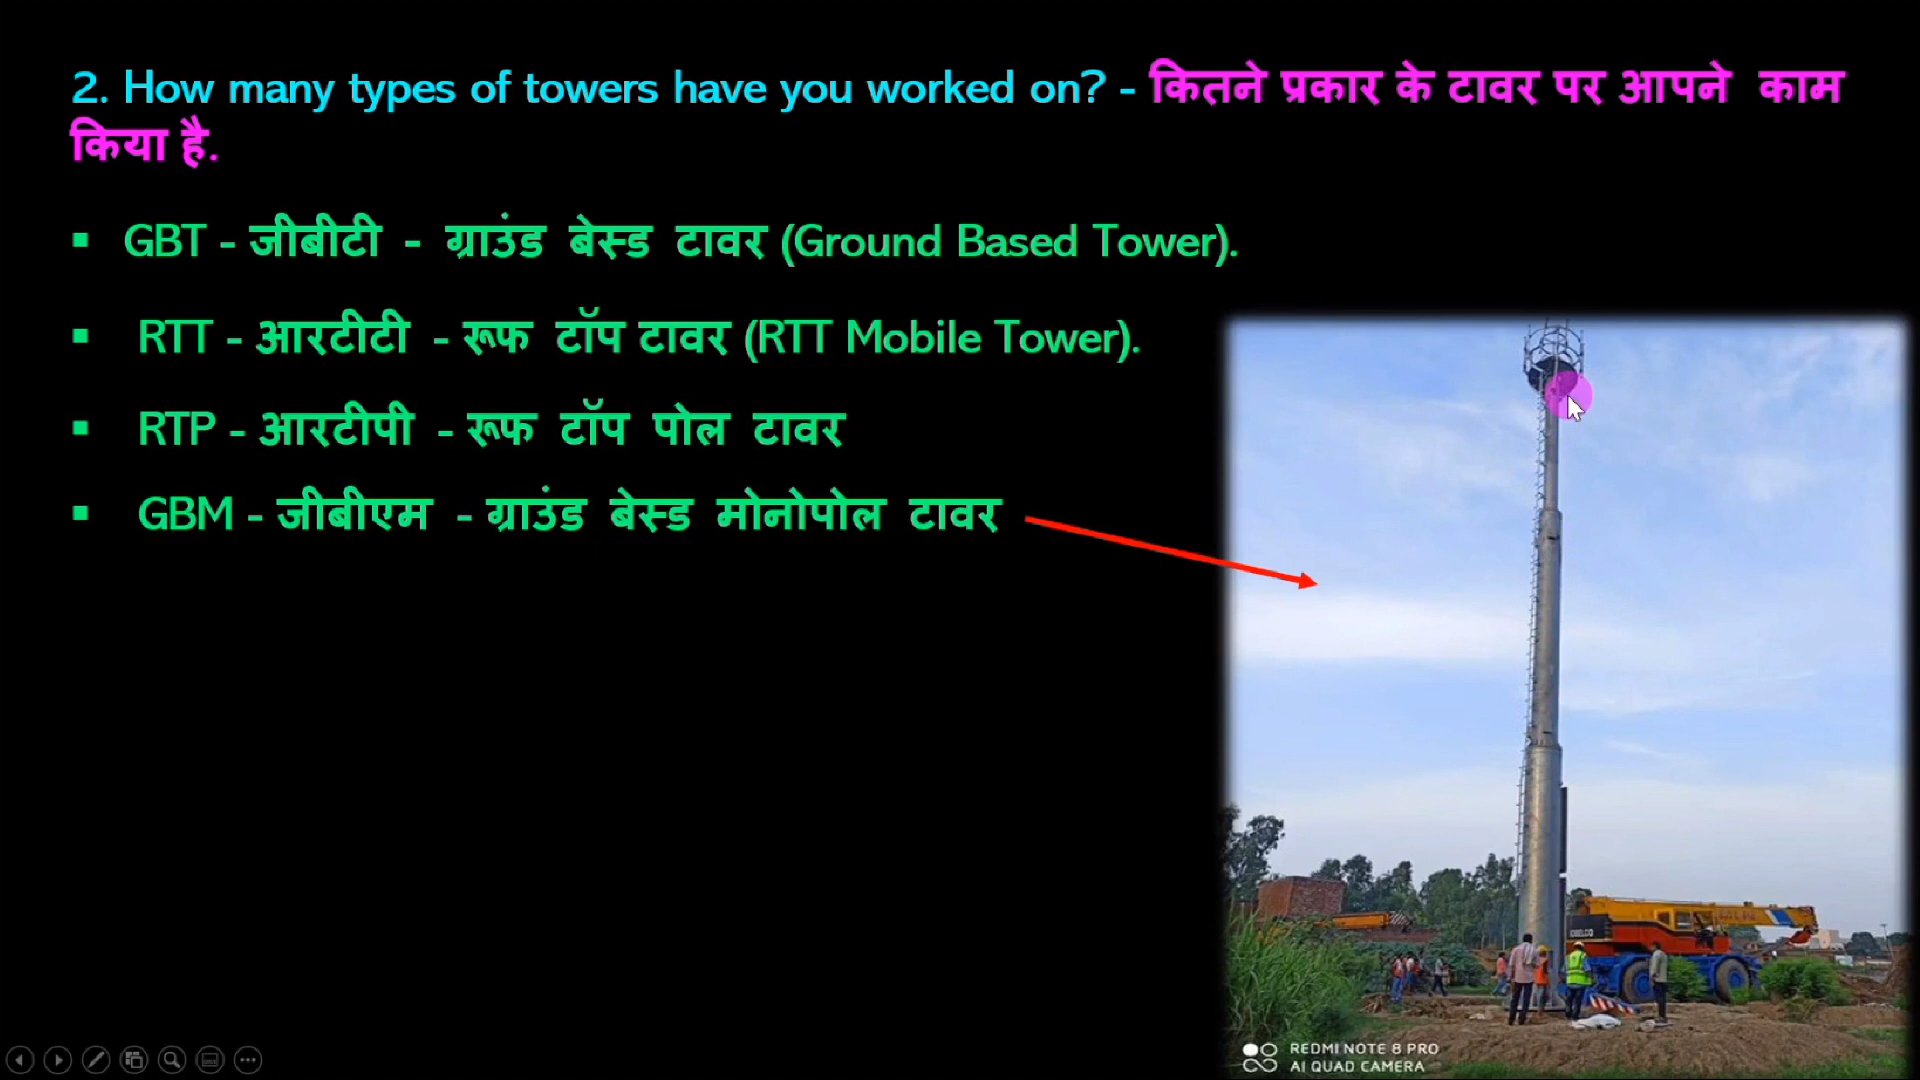 2. How many types of towers have you worked on? - कितने प्रकार के टावर पर आपने काम
किया है.
▪ GBT - जीबीटी - ग्राउंड बेस्ड टावर (Ground Based Tower).
▪ RTT - आरटीटी - रूफ टॉप टावर (RTT Mobile Tower).
▪ RTP - आरटीपी - रूफ टॉप पोल टावर
▪ GBM - जीबीएम - ग्राउंड बेस्ड मोनोपोल टावर
KOBELCO
REDMI NOTE 8 PRO
AI QUAD CAMERA